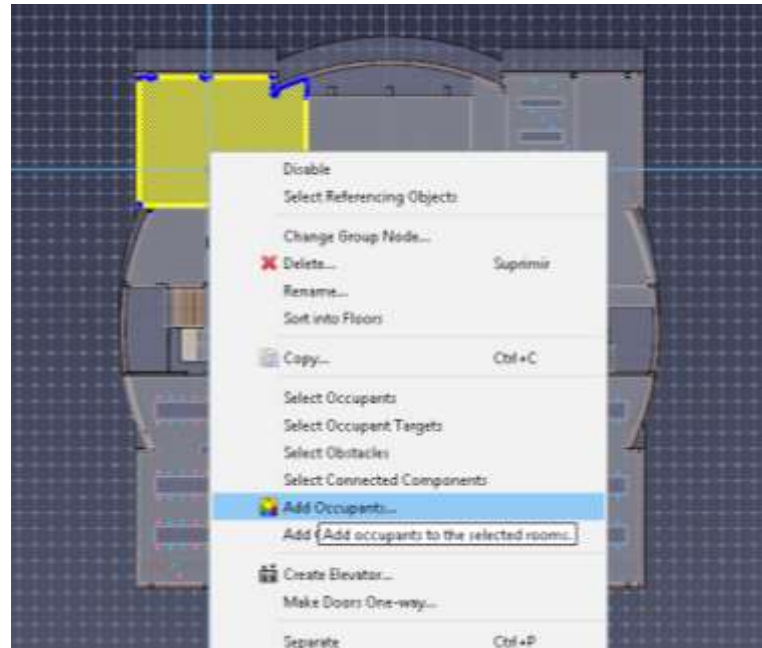 Disable
Select Referencing Objects
Change Group Node...
Delete... Suprimir
Rename...
Sort into Floors
Copy... Ctrl+C
Select Occupants
Select Occupant Targets
Select Obstacles
Select Connected Components
Add Occupants...
Add
Add occupants to the selected rooms.
Create Elevator...
Make Doors One-way...
Separate Ctrl+P